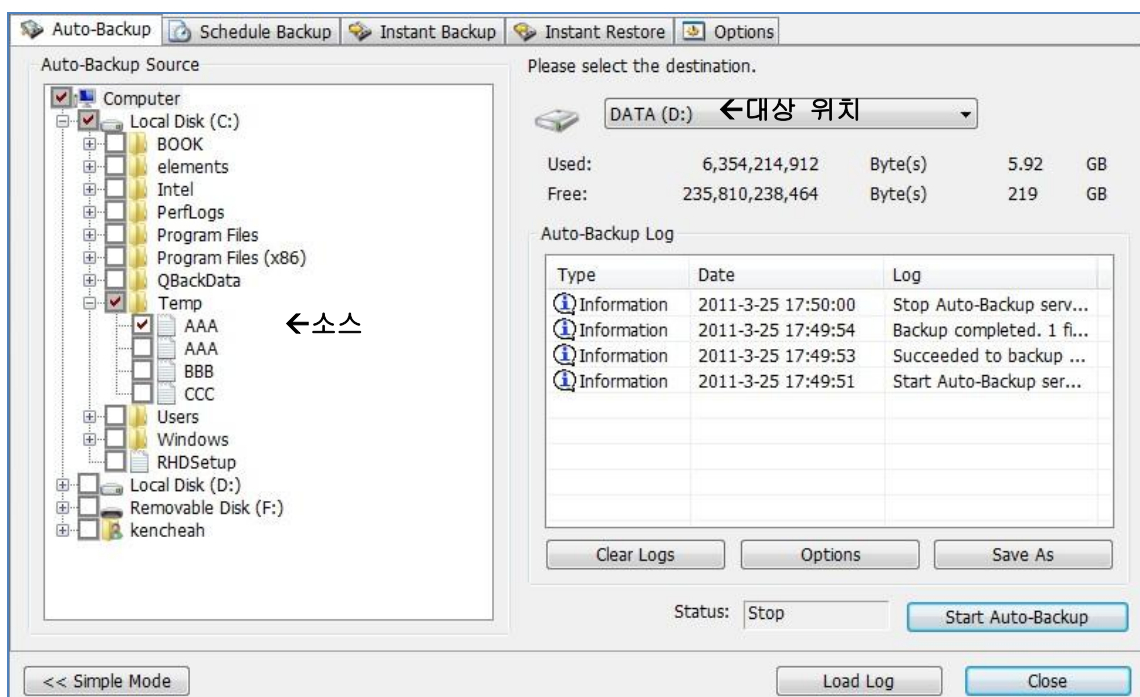 Auto-Backup Schedule Backup Instant Backup Instant Restore Options
Auto-Backup Source
Computer
Local Disk (C:)
BOOK
elements
Intel
PerfLogs
Program Files
Program Files (x86)
QBackData
Temp
AAA ←소스
AAA
BBB
CCC
Users
Windows
RHDSetup
Local Disk (D:)
Removable Disk (F:)
kencheah
Please select the destination.
DATA (D:) ←대상 위치
Used: 6,354,214,912 Byte(s) 5.92 GB
Free: 235,810,238,464 Byte(s) 219 GB
Auto-Backup Log
Type Date Log
Information 2011-3-25 17:50:00 Stop Auto-Backup serv...
Information 2011-3-25 17:49:54 Backup completed. 1 fi...
Information 2011-3-25 17:49:53 Succeeded to backup ...
Information 2011-3-25 17:49:51 Start Auto-Backup ser...
Clear Logs Options Save As
Status: Stop Start Auto-Backup
<< Simple Mode Load Log Close